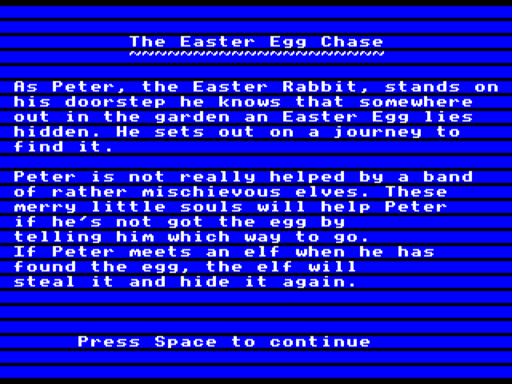 The Easter Egg Chase
~~~~~~~~~~~~~~~~~~~~
As Peter, the Easter Rabbit, stands on
his doorstep he knows that somewhere
out in the garden an Easter Egg lies
hidden. He sets out on a journey to
find it.
Peter is not really helped by a band
of rather mischievous elves. These
merry little souls will help Peter
if he's not got the egg by
telling him which way to go.
If Peter meets an elf when he has
found the egg, the elf will
steal it and hide it again.
Press Space to continue